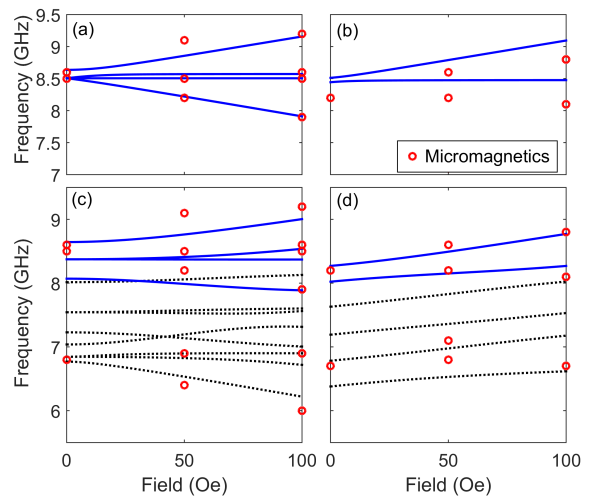 (a)
(b)
9.5
9
8.5
8
7.5
7
Frequency (GHz)
Micromagnetics
(c)
(d)
9
8
7
6
Frequency (GHz)
0
50
100
0
50
100
Field (Oe)
Field (Oe)